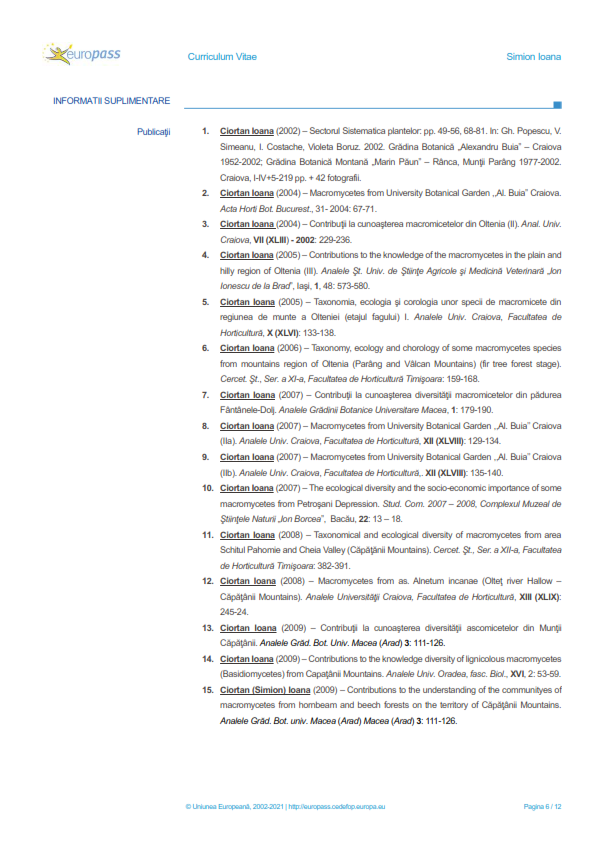 europass
Curriculum Vitae
Simion Ioana
INFORMATII SUPLIMENTARE
Publicaţii
1. Ciortan Ioana (2002) – Sectorul Sistematica plantelor: pp. 49-56, 68-81. In: Gh. Popescu, V.
Simeanu, I. Costache, Violeta Boruz. 2002. Grădina Botanică „Alexandru Buia” – Craiova
1952-2002; Grădina Botanică Montană „Marin Păun” – Rânca, Munţii Parâng 1977-2002.
Craiova, I-IV+5-219 pp. + 42 fotografii.
2. Ciortan Ioana (2004) – Macromycetes from University Botanical Garden ,,Al. Buia” Craiova.
Acta Horti Bot. Bucurest., 31- 2004: 67-71.
3. Ciortan Ioana (2004) – Contribuţii la cunoaşterea macromicetelor din Oltenia (II). Anal. Univ.
Craiova, VII (XLIII) - 2002: 229-236.
4. Ciortan Ioana (2005) – Contributions to the knowledge of the macromycetes in the plain and
hilly region of Oltenia (III). Analele Şt. Univ. de Ştiinţe Agricole şi Medicină Veterinară „Ion
Ionescu de la Brad”, Iaşi, 1, 48: 573-580.
5. Ciortan Ioana (2005) – Taxonomia, ecologia şi corologia unor specii de macromicete din
regiunea de munte a Olteniei (etajul fagului) I. Analele Univ. Craiova, Facultatea de
Horticultură, X (XLVI): 133-138.
6. Ciortan Ioana (2006) – Taxonomy, ecology and chorology of some macromycetes species
from mountains region of Oltenia (Parâng and Vâlcan Mountains) (fir tree forest stage).
Cercet. Şt., Ser. a XI-a, Facultatea de Horticultură Timişoara: 159-168.
7. Ciortan Ioana (2007) – Contribuţii la cunoaşterea diversităţii macromicetelor din pădurea
Fântânele-Dolj. Analele Grădinii Botanice Universitare Macea, 1: 179-190.
8. Ciortan Ioana (2007) – Macromycetes from University Botanical Garden ,,Al. Buia” Craiova
(IIa). Analele Univ. Craiova, Facultatea de Horticultură, XII (XLVIII): 129-134.
9. Ciortan Ioana (2007) – Macromycetes from University Botanical Garden ,,Al. Buia” Craiova
(IIb). Analele Univ. Craiova, Facultatea de Horticultură,. XII (XLVIII): 135-140.
10. Ciortan Ioana (2007) – The ecological diversity and the socio-economic importance of some
macromycetes from Petroşani Depression. Stud. Com. 2007 – 2008, Complexul Muzeal de
Ştiinţele Naturii „Ion Borcea”, Bacău, 22: 13 – 18.
11. Ciortan Ioana (2008) – Taxonomical and ecological diversity of macromycetes from area
Schitul Pahomie and Cheia Valley (Căpăţânii Mountains). Cercet. Şt., Ser. a XII-a, Facultatea
de Horticultură Timişoara: 382-391.
12. Ciortan Ioana (2008) – Macromycetes from as. Alnetum incanae (Olteţ river Hallow –
Căpăţânii Mountains). Analele Universităţii Craiova, Facultatea de Horticultură, XIII (XLIX):
245-24.
13. Ciortan Ioana (2009) – Contribuţii la cunoaşterea diversităţii ascomicetelor din Munţii
Căpăţânii. Analele Grăd. Bot. Univ. Macea (Arad) 3: 111-126.
14. Ciortan Ioana (2009) – Contributions to the knowledge diversity of lignicolous macromycetes
(Basidiomycetes) from Capaţânii Mountains. Analele Univ. Oradea, fasc. Biol., XVI, 2: 53-59.
15. Ciortan (Simion) Ioana (2009) – Contributions to the understanding of the communityes of
macromycetes from hornbeam and beech forests on the territory of Căpăţânii Mountains.
Analele Grăd. Bot. univ. Macea (Arad) Macea (Arad) 3: 111-126.
© Uniunea Europeană, 2002-2021 | http://europass.cedefop.europa.eu
Pagina 6 / 12